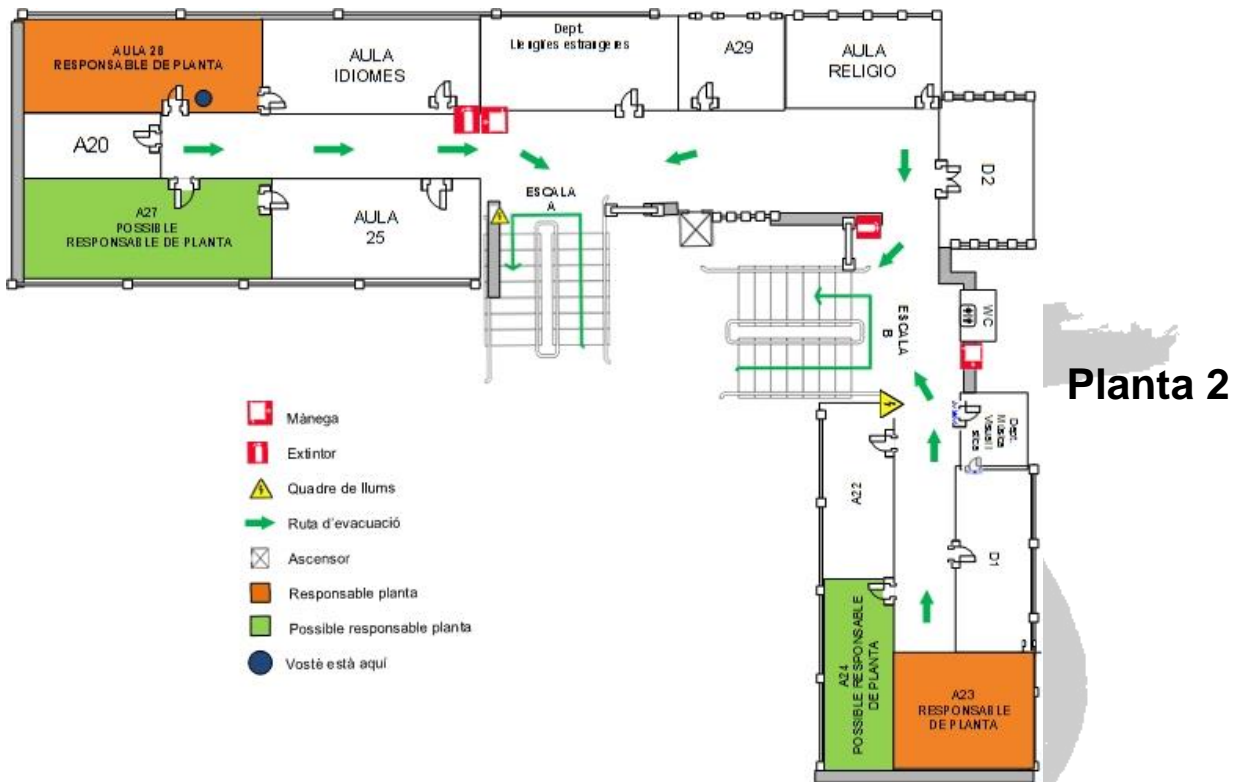 AULA 28
RESPONSABLE DE PLANTA
AULA
IDIOMES
Dept.
Llengües estrangeres
A29
AULA
RELIGIO
A20
D2
A27
POSSIBLE
RESPONSABLE DE PLANTA
AULA
25
ESCALA
A
ESCALA
B
WC
Planta 2
Dept.
Música
Visual i
A22
D1
A24
POSSIBLE RESPONSABLE
DE PLANTA
A23
RESPONSABLE
DE PLANTA
Mànega
Extintor
Quadre de llums
Ruta d'evacuació
Ascensor
Responsable planta
Possible responsable planta
Vostè està aquí